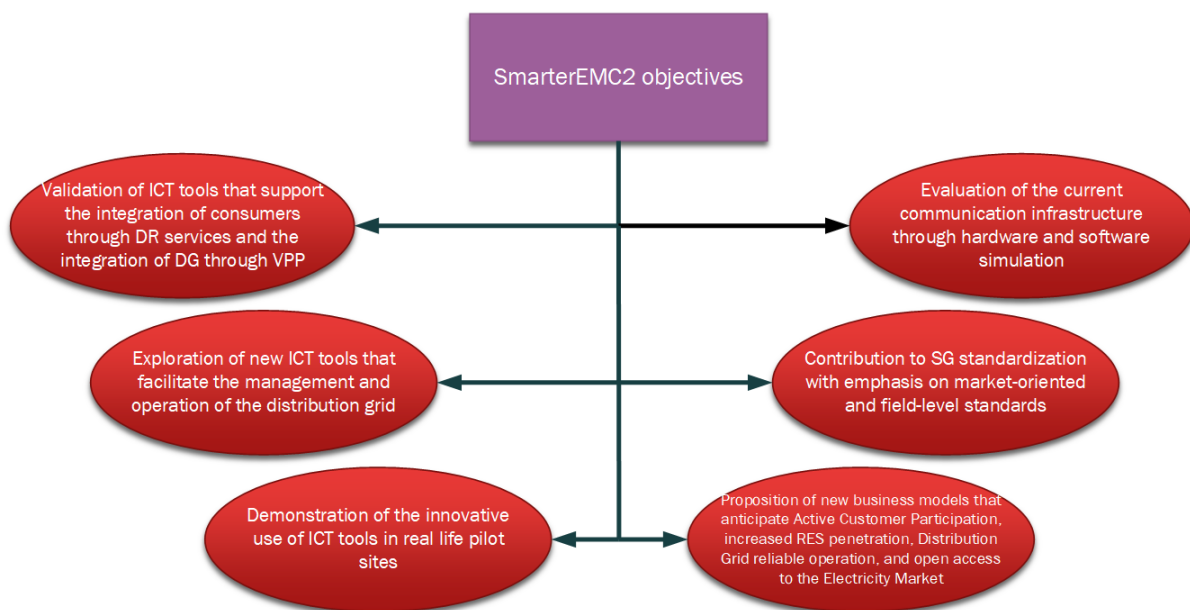 SmarterEMC2 objectives
Validation of ICT tools that support
the integration of consumers
through DR services and the
integration of DG through VPP
Evaluation of the current
communication infrastructure
through hardware and software
simulation
Exploration of new ICT tools that
facilitate the management and
operation of the distribution grid
Contribution to SG standardization
with emphasis on market-oriented
and field-level standards
Demonstration of the innovative
use of ICT tools in real life pilot
sites
Proposition of new business models that
anticipate Active Customer Participation,
increased RES penetration, Distribution
Grid reliable operation, and open access
to the Electricity Market